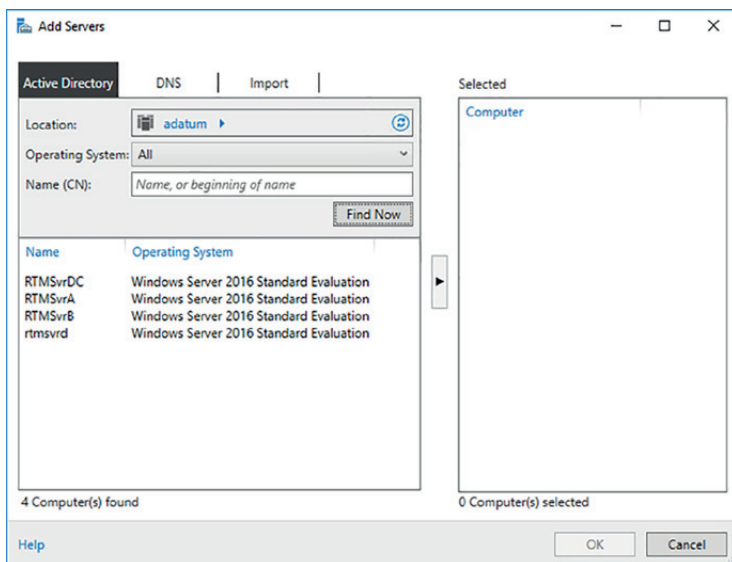 Add Servers
Active Directory DNS Import
Location: adatum
Operating System: All
Name (CN): Name, or beginning of name
Find Now
Name Operating System
RTMSvrDC Windows Server 2016 Standard Evaluation
RTMSvrA Windows Server 2016 Standard Evaluation
RTMSvrB Windows Server 2016 Standard Evaluation
rtmsvrd Windows Server 2016 Standard Evaluation
4 Computer(s) found
Selected
Computer
0 Computer(s) selected
Help
OK Cancel